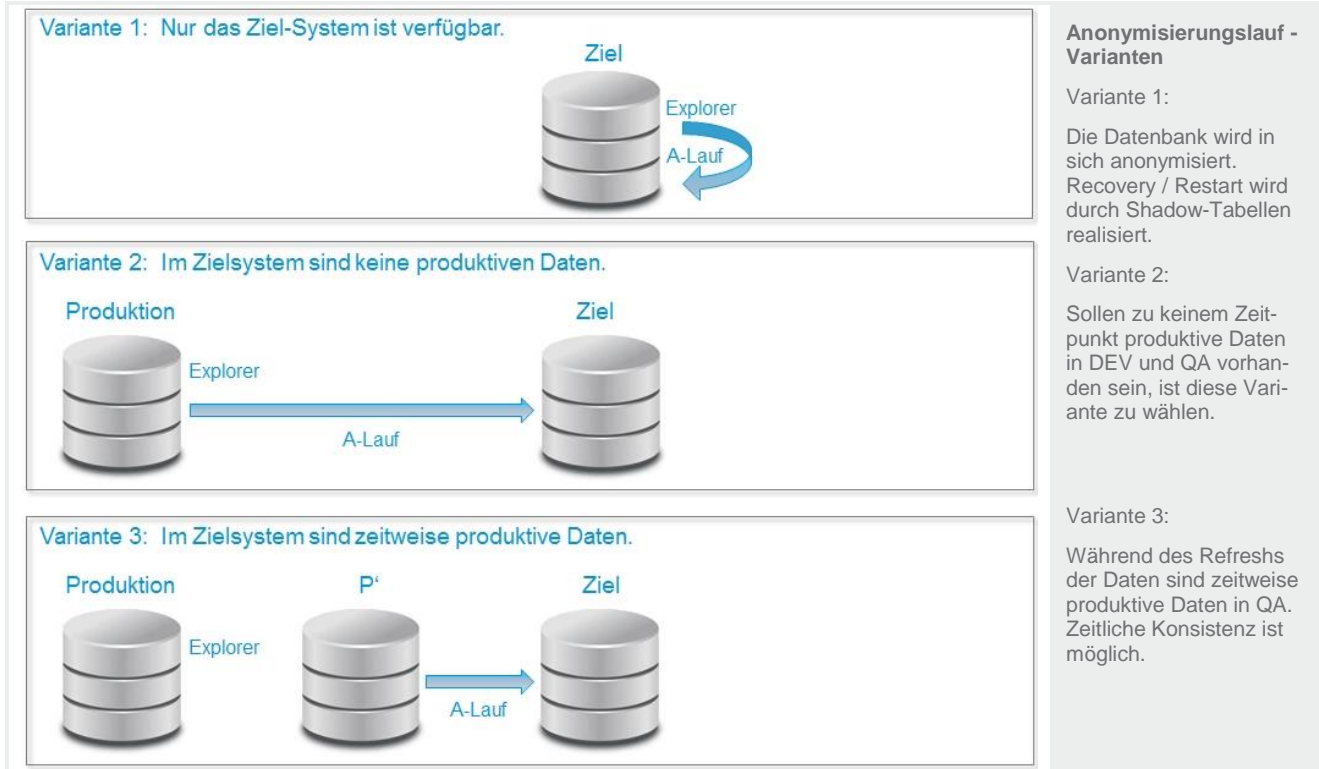 Variante 1: Nur das Ziel-System ist verfügbar.
Ziel
Explorer
A-Lauf
Variante 2: Im Zielsystem sind keine produktiven Daten.
Produktion
Ziel
Explorer
A-Lauf
Variante 3: Im Zielsystem sind zeitweise produktive Daten.
Produktion
P‘
Ziel
Explorer
A-Lauf
Anonymisierungslauf -
Varianten
Variante 1:
Die Datenbank wird in
sich anonymisiert.
Recovery / Restart wird
durch Shadow-Tabellen
realisiert.
Variante 2:
Sollen zu keinem Zeit-
punkt produktive Daten
in DEV und QA vorhan-
den sein, ist diese Vari-
ante zu wählen.
Variante 3:
Während des Refreshs
der Daten sind zeitweise
produktive Daten in QA.
Zeitliche Konsistenz ist
möglich.